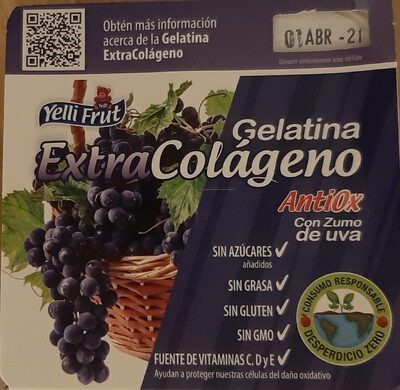 Obtén más información
acerca de la Gelatina
ExtraColágeno
01 ABR - 21
Yelli Frut
Gelatina
ExtraColágeno
AntiOx
Con Zumo
de uva
SIN AZÚCARES ✓
añadidos
SIN GRASA ✓
SIN GLUTEN ✓
SIN GMO ✓
FUENTE DE VITAMINAS C, D y E ✓
Ayudan a proteger nuestras células del daño oxidativo
CONSUMO RESPONSABLE
DESPERDICIO ZERO